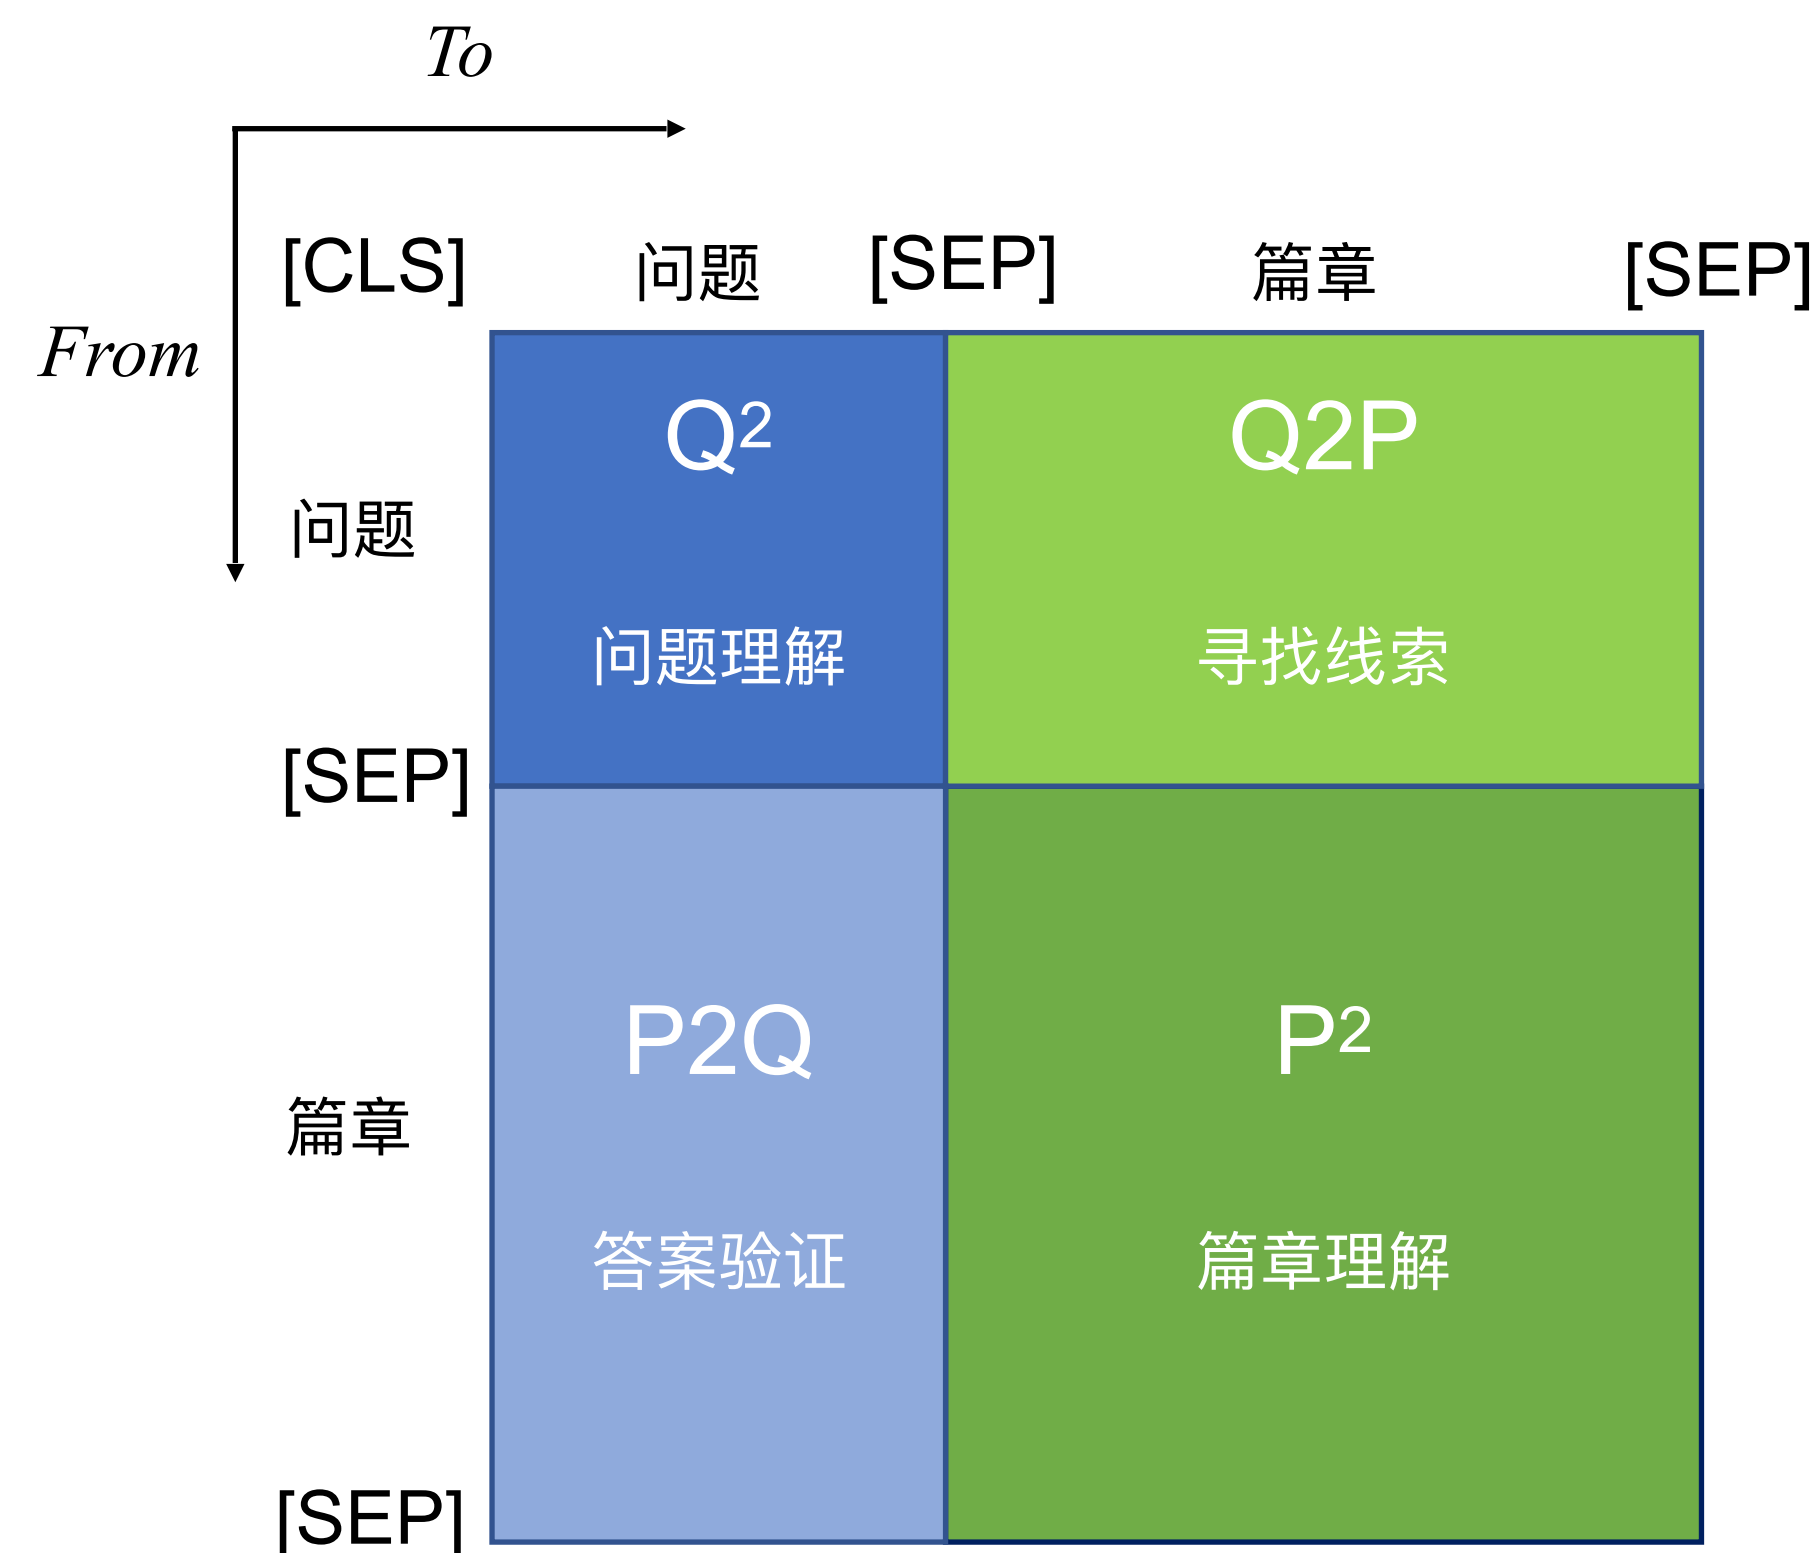 To
[CLS] 问题 [SEP] 篇章 [SEP]
From
Q² Q2P
问题
问题理解 寻找线索
[SEP]
P2Q P²
篇章
答案验证 篇章理解
[SEP]